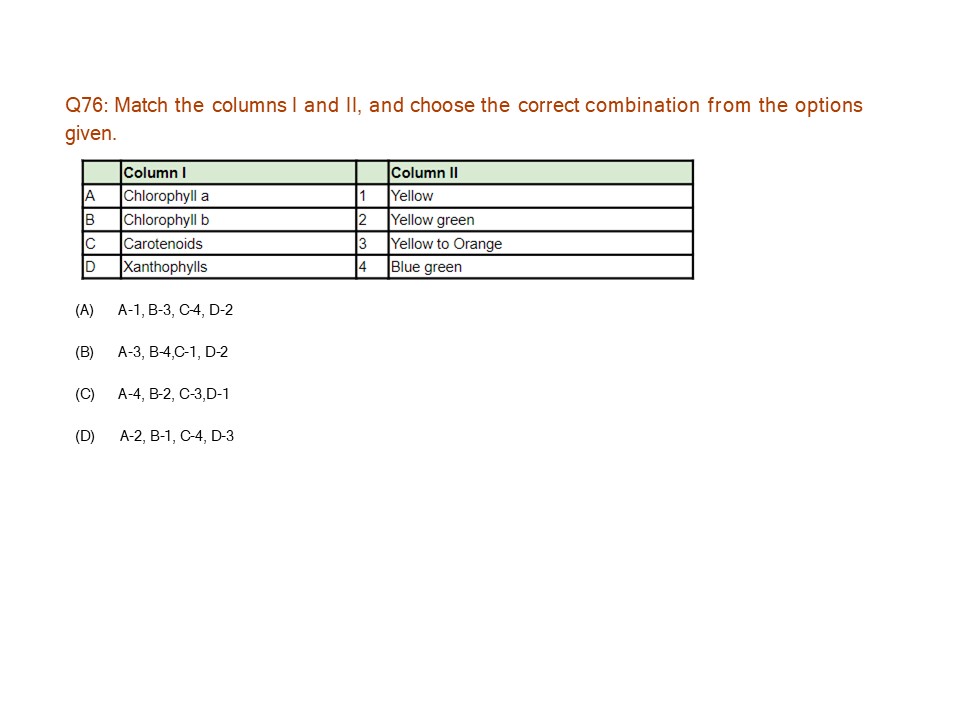 Q76: Match the columns I and II, and choose the correct combination from the options
given.
Column I Column II
A Chlorophyll a 1 Yellow
B Chlorophyll b 2 Yellow green
C Carotenoids 3 Yellow to Orange
D Xanthophylls 4 Blue green
(A) A-1, B-3, C-4, D-2
(B) A-3, B-4,C-1, D-2
(C) A-4, B-2, C-3,D-1
(D) A-2, B-1, C-4, D-3